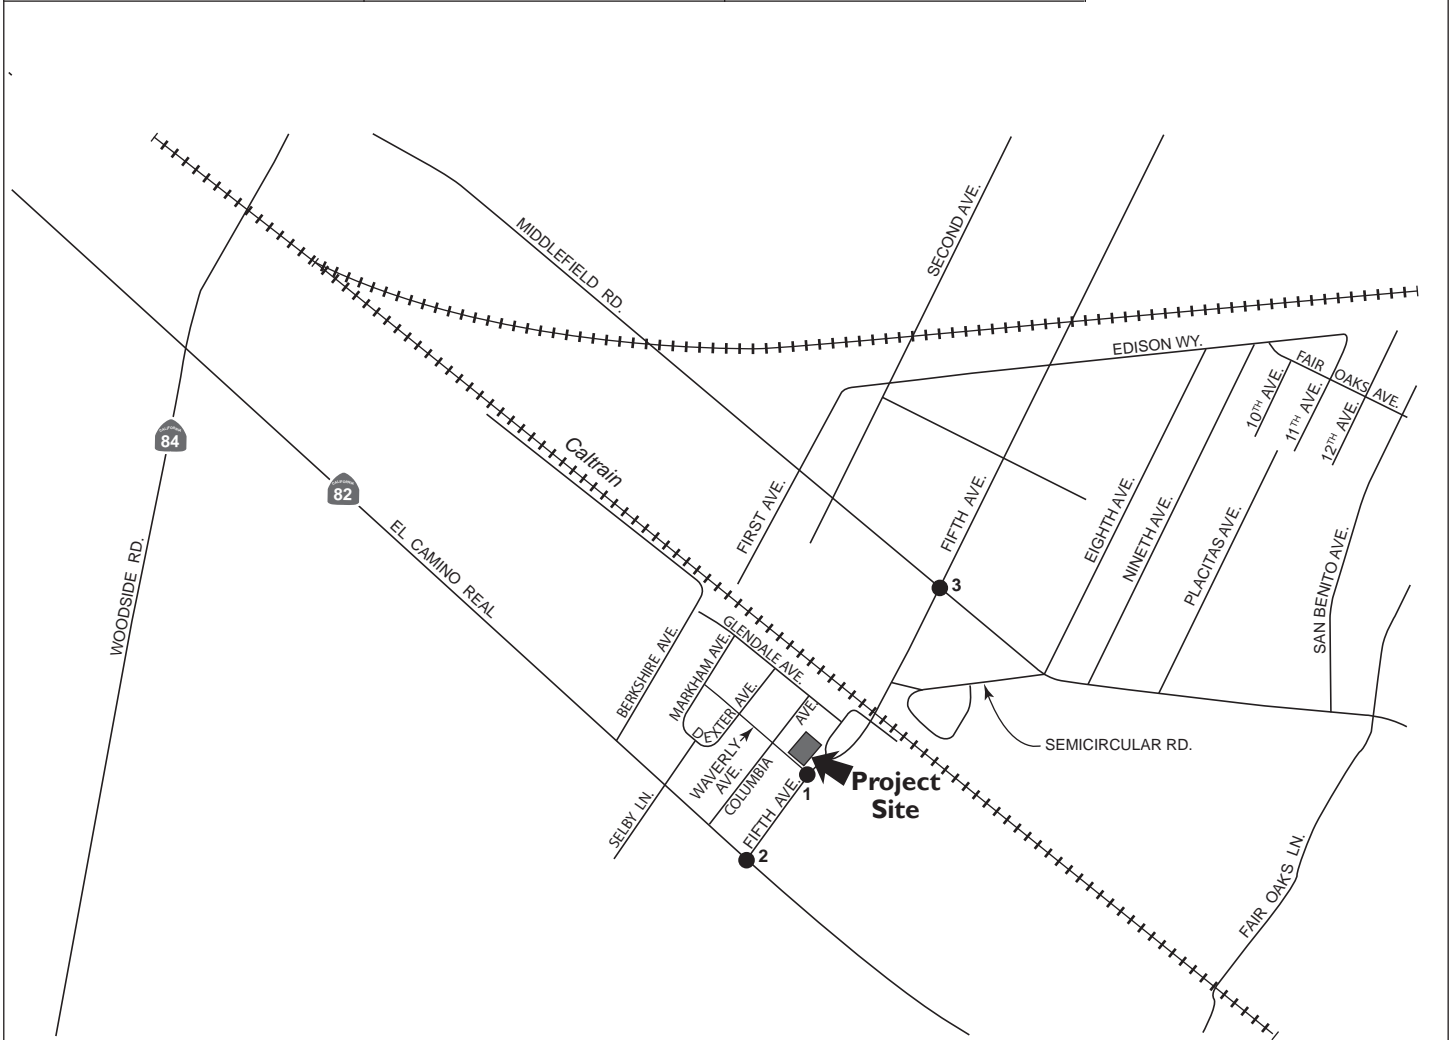 SECOND AVE.
MIDDLEFIELD RD.
EDISON WY.
FAIR OAKS AVE.
10TH AVE.
11TH AVE.
12TH AVE.
84
Caltrain
82
FIRST AVE.
FIFTH AVE.
EIGHTH AVE.
NINETH AVE.
PLACITAS AVE.
SAN BENITO AVE.
EL CAMINO REAL
WOODSIDE RD.
3
GLENDALE AVE.
BERKSHIRE AVE.
MARKHAM AVE.
DEXTER AVE.
WAVERLY
AVE.
COLUMBIA AVE.
SEMICIRCULAR RD.
Project
Site
1
FIFTH AVE.
SELBY LN.
2
FAIR OAKS LN.